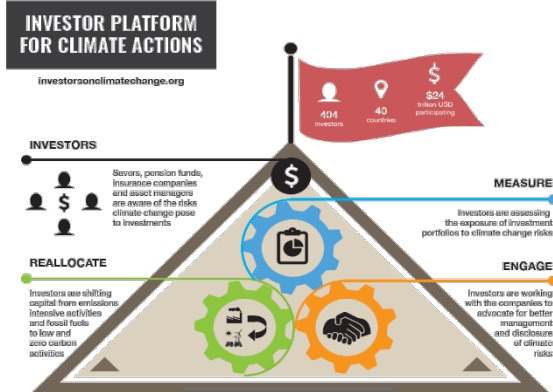 INVESTOR PLATFORM
FOR CLIMATE ACTIONS
investorsonclimatechange.org
404
investors
40
countries
$
$24
trillion USD
participating
INVESTORS
$
Savers, pension funds,
insurance companies
and asset managers
are aware of the risks
climate change pose
to investments
$
MEASURE
Investors are assessing
the exposure of investment
portfolios to climate change risks
REALLOCATE
Investors are shifting
capital from emissions
intensive activities
and fossil fuels
to low and
zero carbon
activities
ENGAGE
Investors are working
with the companies to
advocate for better
management
and disclosure
of climate
risks